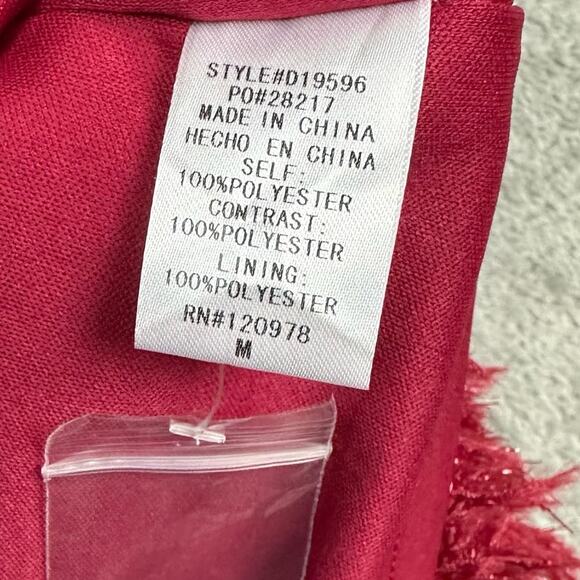 STYLE#D19596
PO#28217
MADE IN CHINA
HECHO EN CHINA
SELF:
100%POLYESTER
CONTRAST:
100%POLYESTER
LINING:
100%POLYESTER
RN#120978
M